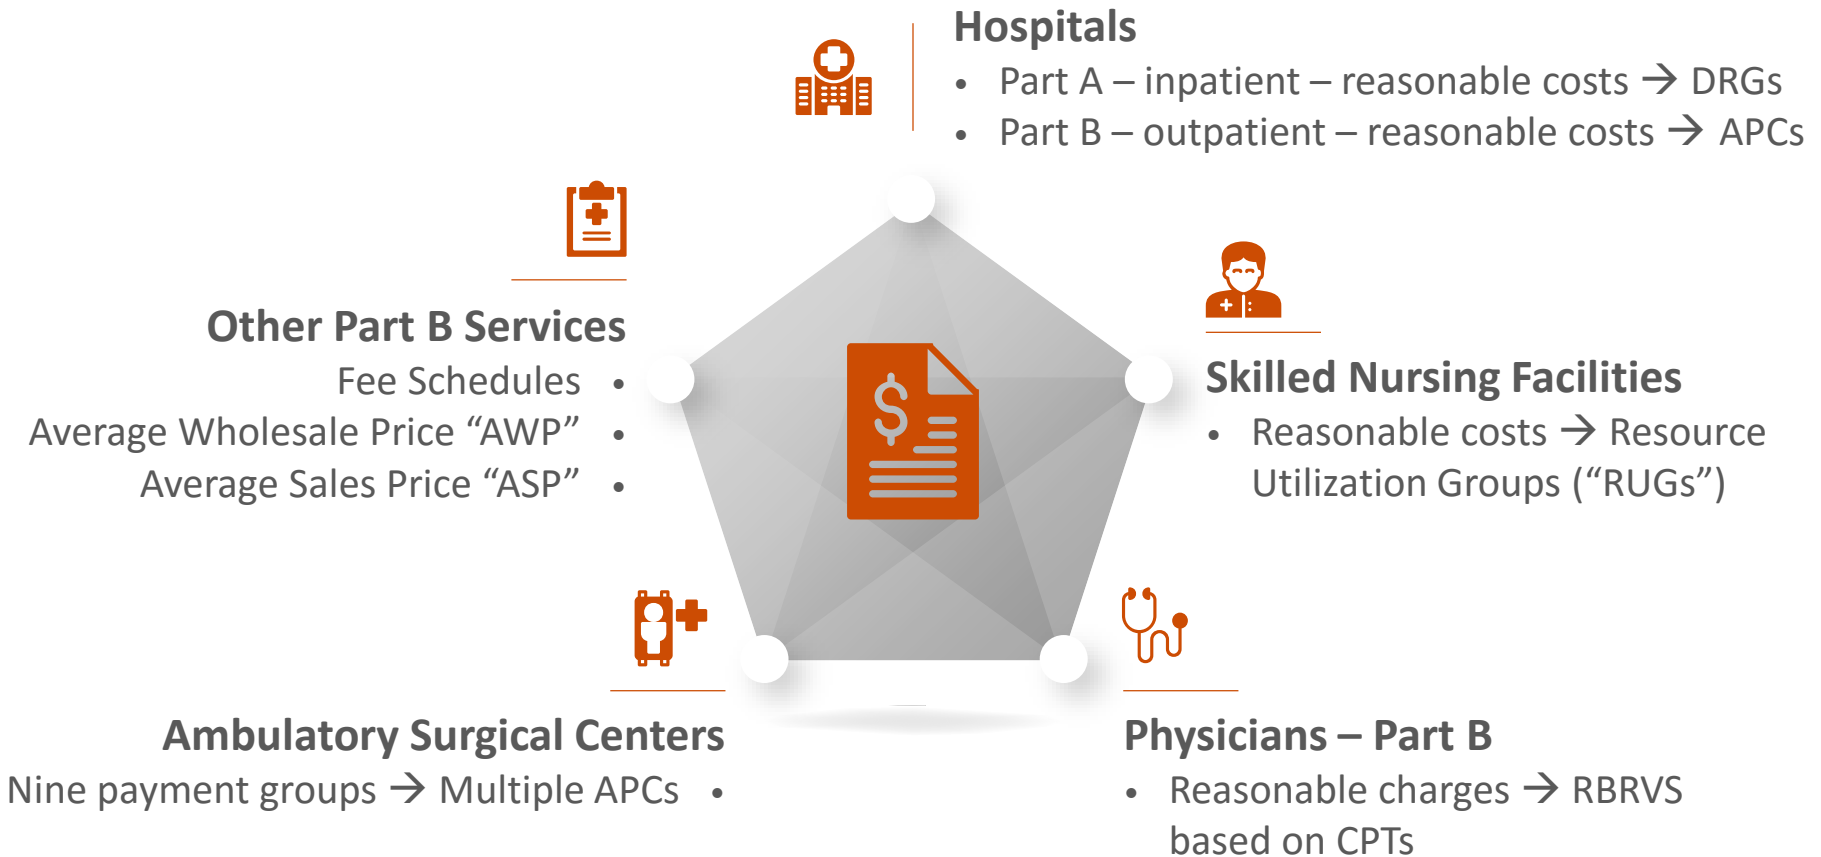 Hospitals
• Part A – inpatient – reasonable costs → DRGs
• Part B – outpatient – reasonable costs → APCs
Other Part B Services
Fee Schedules •
Average Wholesale Price “AWP” •
Average Sales Price “ASP” •
$
Skilled Nursing Facilities
• Reasonable costs → Resource
Utilization Groups (“RUGs”)
Ambulatory Surgical Centers
Nine payment groups → Multiple APCs •
Physicians – Part B
• Reasonable charges → RBRVS
based on CPTs